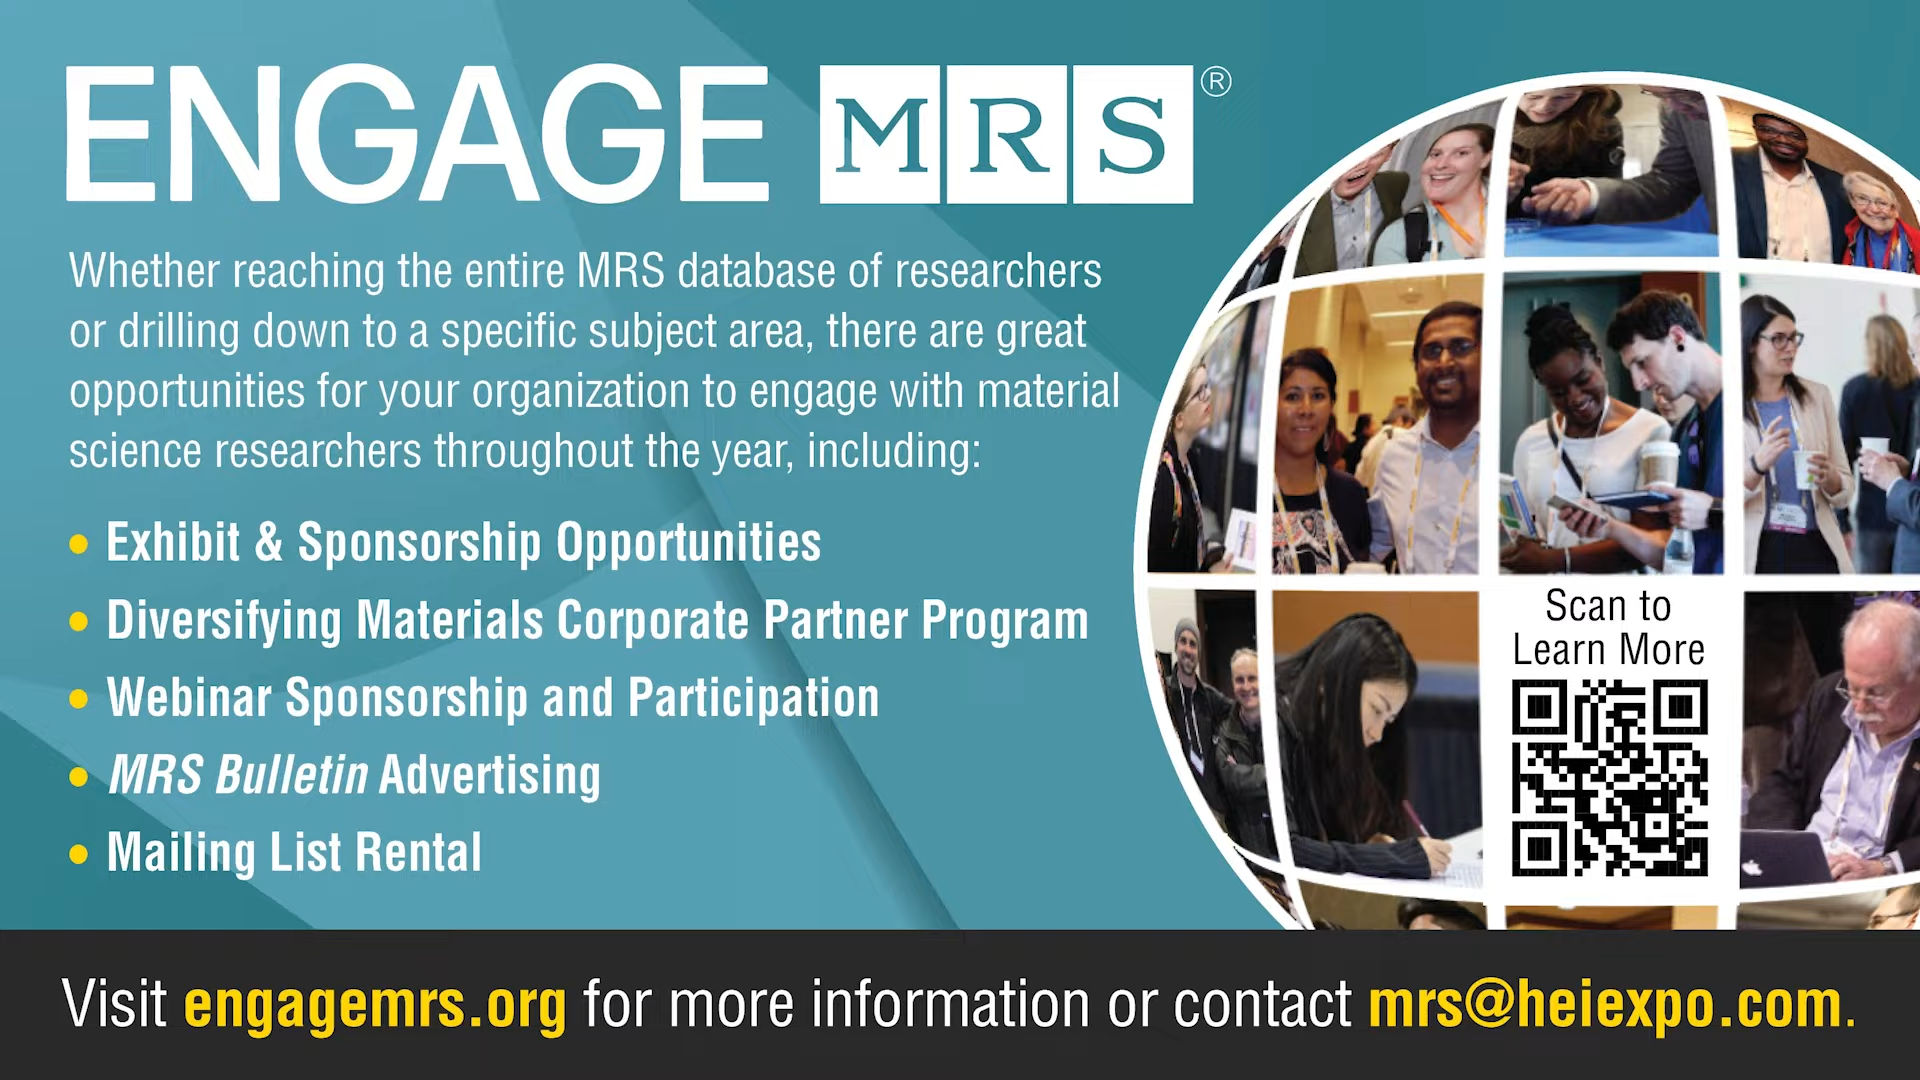 ENGAGE MRS®
Whether reaching the entire MRS database of researchers
or drilling down to a specific subject area, there are great
opportunities for your organization to engage with material
science researchers throughout the year, including:
• Exhibit & Sponsorship Opportunities
• Diversifying Materials Corporate Partner Program
• Webinar Sponsorship and Participation
• MRS Bulletin Advertising
• Mailing List Rental
Scan to
Learn More
Visit engagemrs.org for more information or contact mrs@heiexpo.com.